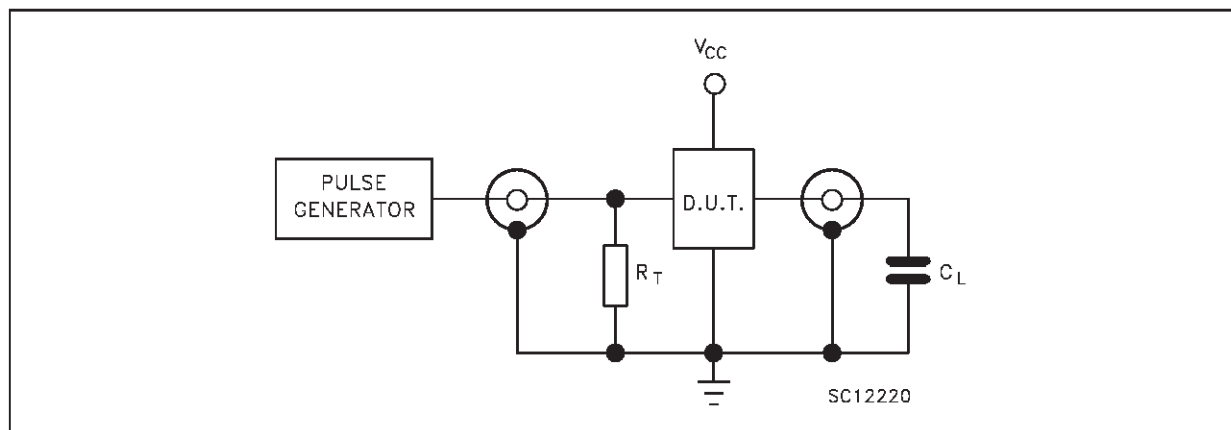 VCC
PULSE
GENERATOR
D.U.T.
RT
CL
SC12220